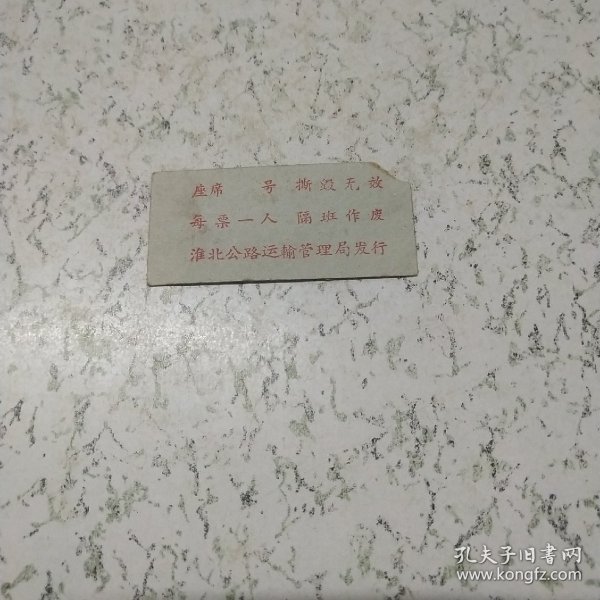 座席　　号 撕毁无效
每票一人 隔班作废
淮北公路运输管理局发行
孔夫子旧书网
www.kongfz.com